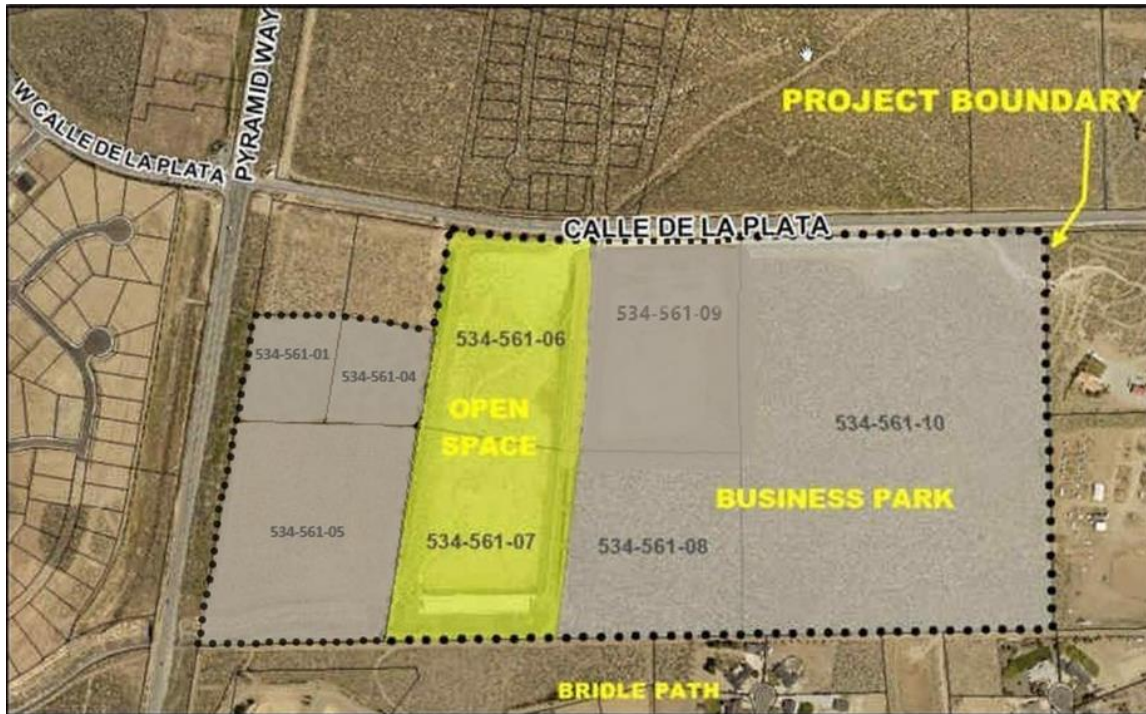 W CALLE DE LA PLATA
PYRAMID WAY
PROJECT BOUNDARY
CALLE DE LA PLATA
534-561-09
534-561-06
534-561-01
534-561-04
OPEN
SPACE
534-561-10
BUSINESS PARK
534-561-05
534-561-07
534-561-08
BRIDLE PATH